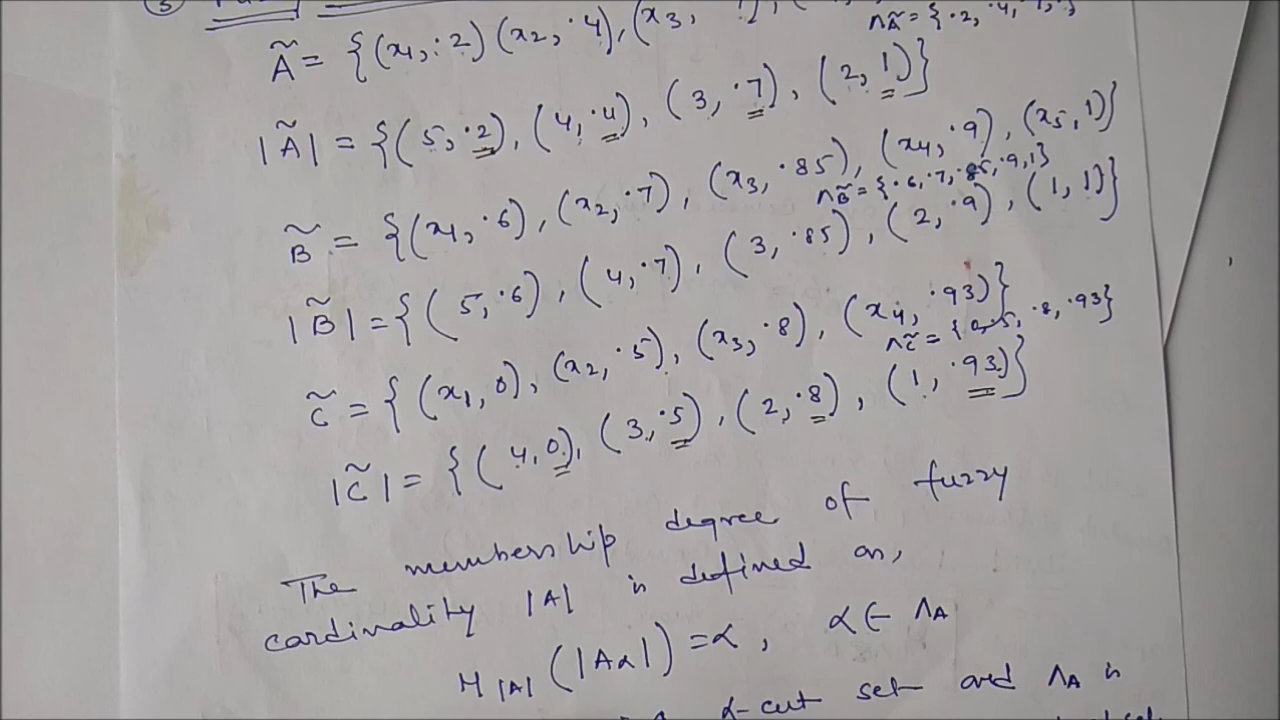 ③
Ã = {(x₁, ·2) (x₂, ·4), (x₃,
ΛÃ = {·2, ·4,
|Ã| = {(5, ·2), (4, ·4), (3, ·7), (2, 1)}
B̃ = {(x₁, ·6), (x₂, ·7), (x₃, ·85), (x₄, ·9), (x₅, 1)}
ΛB̃ = {·6, ·7, ·85, ·9, 1}
|B̃| = {(5, ·6), (4, ·7), (3, ·85), (2, ·9), (1, 1)}
C̃ = {(x₁, 0), (x₂, ·5), (x₃, ·8), (x₄, ·93)}
ΛC̃ = {0, ·5, ·8, ·93}
|C̃| = {(4, 0), (3, ·5), (2, ·8), (1, ·93)}
The membership degree of fuzzy
cardinality |A| is defined as,
μ|A| (|Aα|) = α, α ∈ ΛA
α-cut set and ΛA is